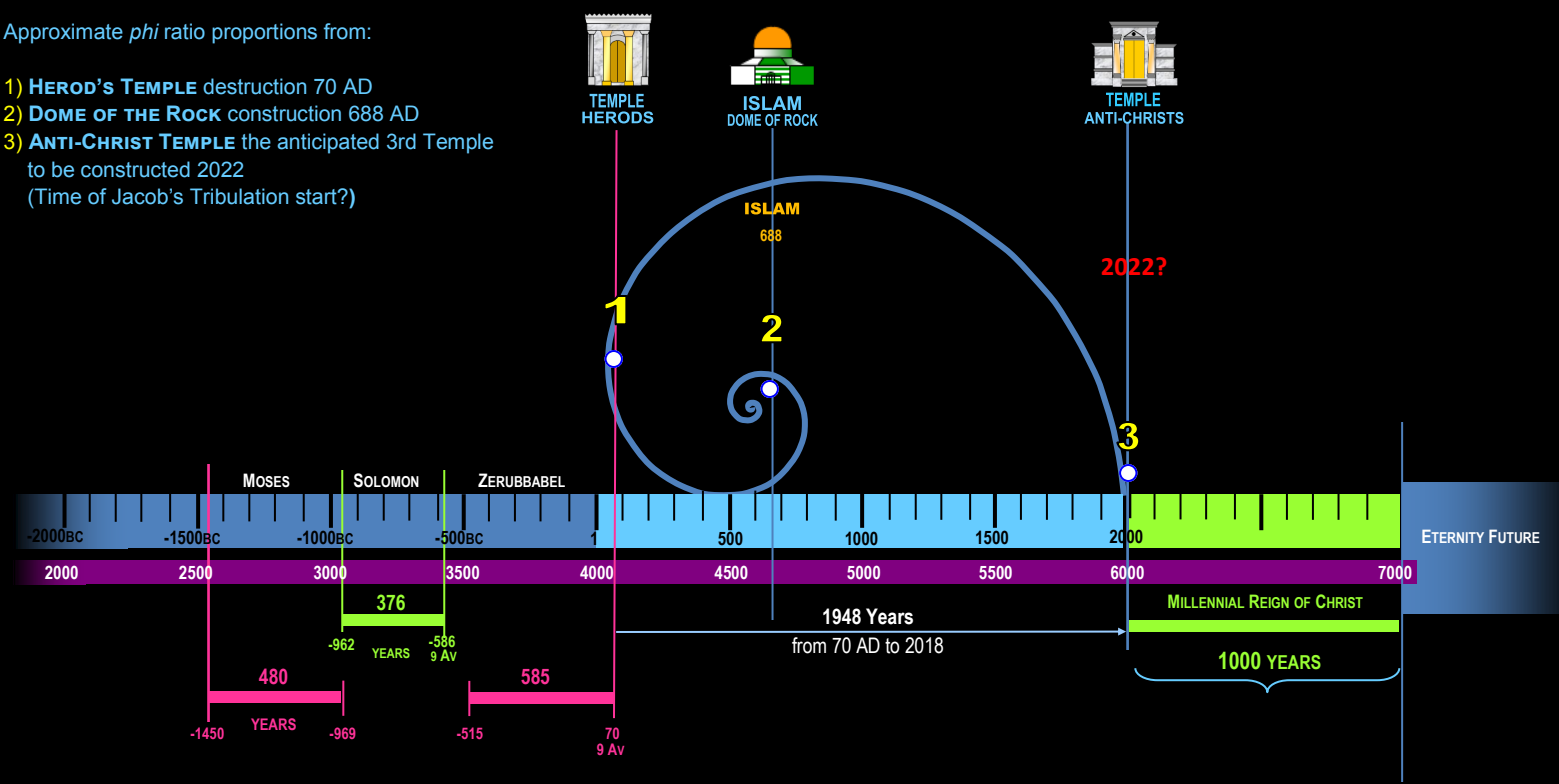 Approximate phi ratio proportions from:
1) HEROD'S TEMPLE destruction 70 AD
2) DOME OF THE ROCK construction 688 AD
3) ANTI-CHRIST TEMPLE the anticipated 3rd Temple
to be constructed 2022
(Time of Jacob's Tribulation start?)
TEMPLE
HERODS
ISLAM
DOME OF ROCK
TEMPLE
ANTI-CHRISTS
ISLAM
688
2022?
1
2
3
MOSES
SOLOMON
ZERUBBABEL
-2000BC
-1500BC
-1000BC
-500BC
1
500
1000
1500
2000
ETERNITY FUTURE
2000
2500
3000
3500
4000
4500
5000
5500
6000
7000
376
-962
YEARS
-586
9 AV
1948 Years
from 70 AD to 2018
MILLENNIAL REIGN OF CHRIST
1000 YEARS
480
YEARS
-1450
-969
585
-515
70
9 AV